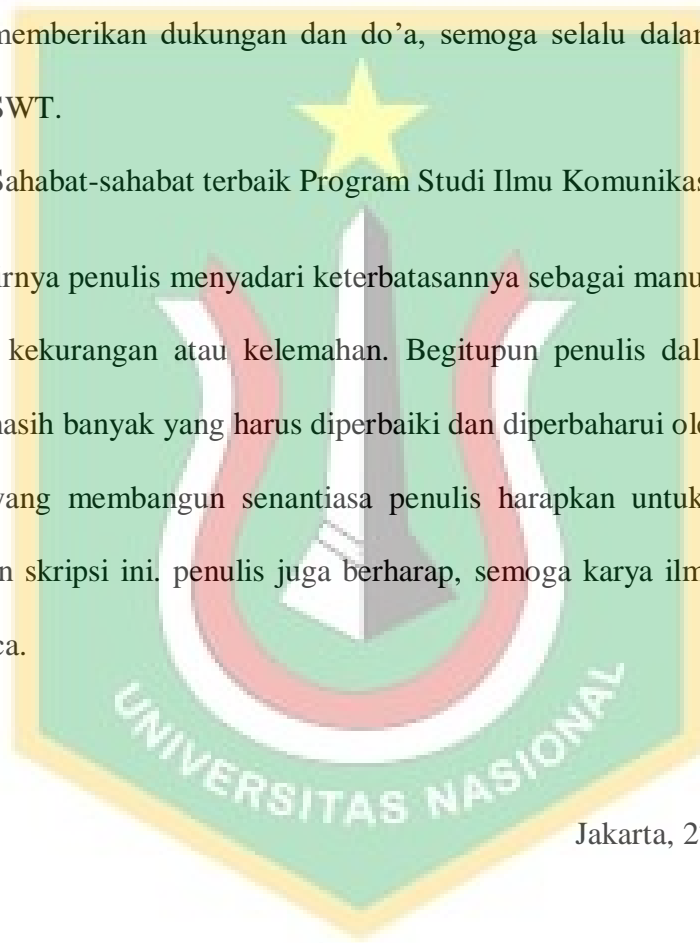 memberikan dukungan dan do’a, semoga selalu dalam
SWT.
Sahabat-sahabat terbaik Program Studi Ilmu Komunikas
rnya penulis menyadari keterbatasannya sebagai manu
kekurangan atau kelemahan. Begitupun penulis dal
asih banyak yang harus diperbaiki dan diperbaharui ol
yang membangun senantiasa penulis harapkan untuk
n skripsi ini. penulis juga berharap, semoga karya ilm
ca.
UNIVERSITAS NASIONAL
Jakarta, 2